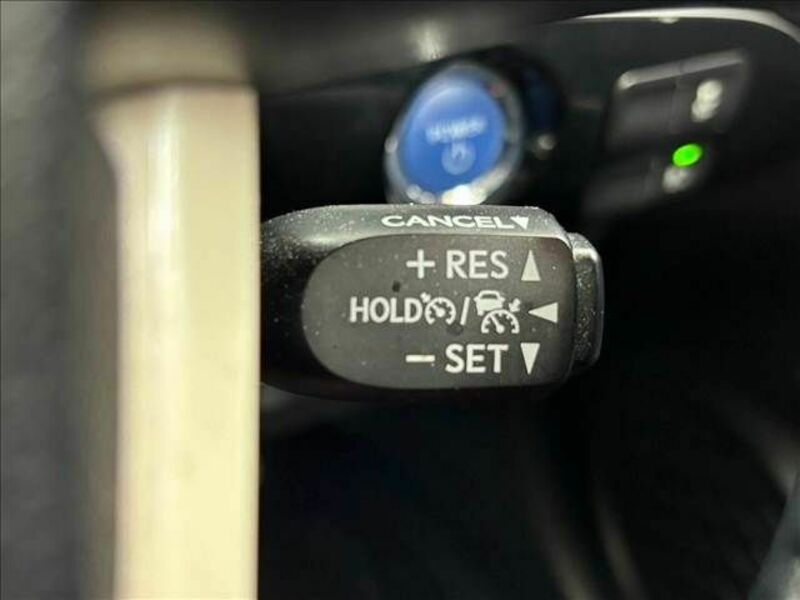 CANCEL▼
+ RES ▲
HOLD / ◀
− SET ▼